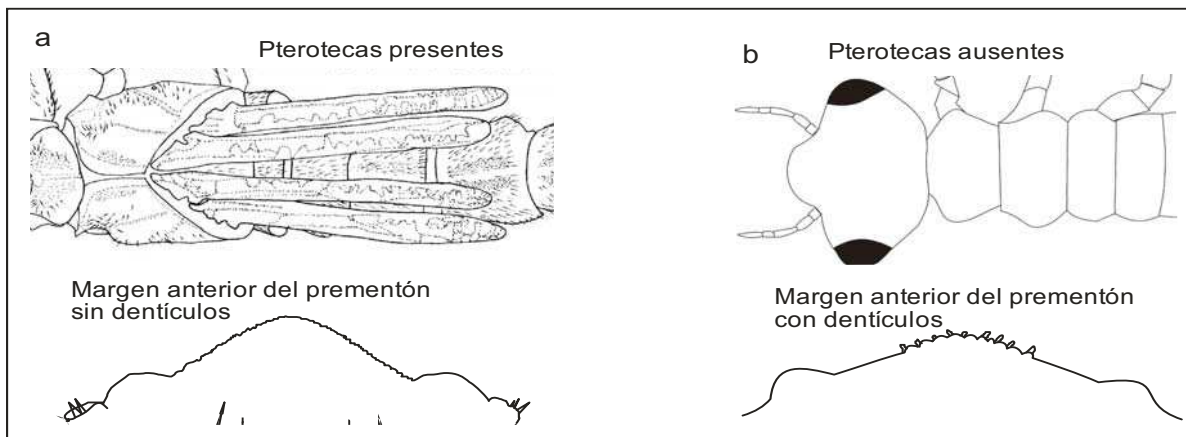 a
Pterotecas presentes
Margen anterior del prementón
sin dentículos
b
Pterotecas ausentes
Margen anterior del prementón
con dentículos